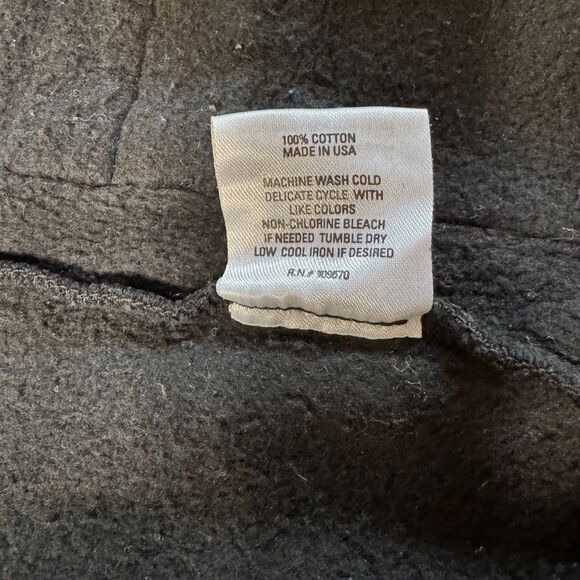 100% COTTON
MADE IN USA
MACHINE WASH COLD
DELICATE CYCLE WITH
LIKE COLORS
NON-CHLORINE BLEACH
IF NEEDED TUMBLE DRY
LOW COOL IRON IF DESIRED
R.N.#